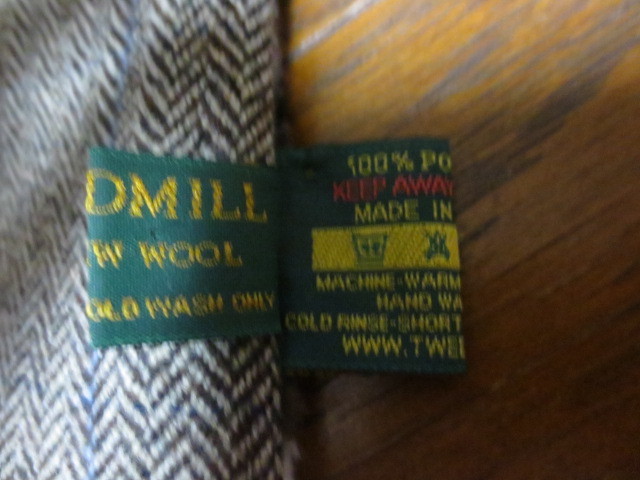 DMILL
W WOOL
OLD WASH ONLY
100% Po
KEEP AWAY
MADE IN
MACHINE-WARM
HAND WA
COLD RINSE-SHORT
WWW.TWE